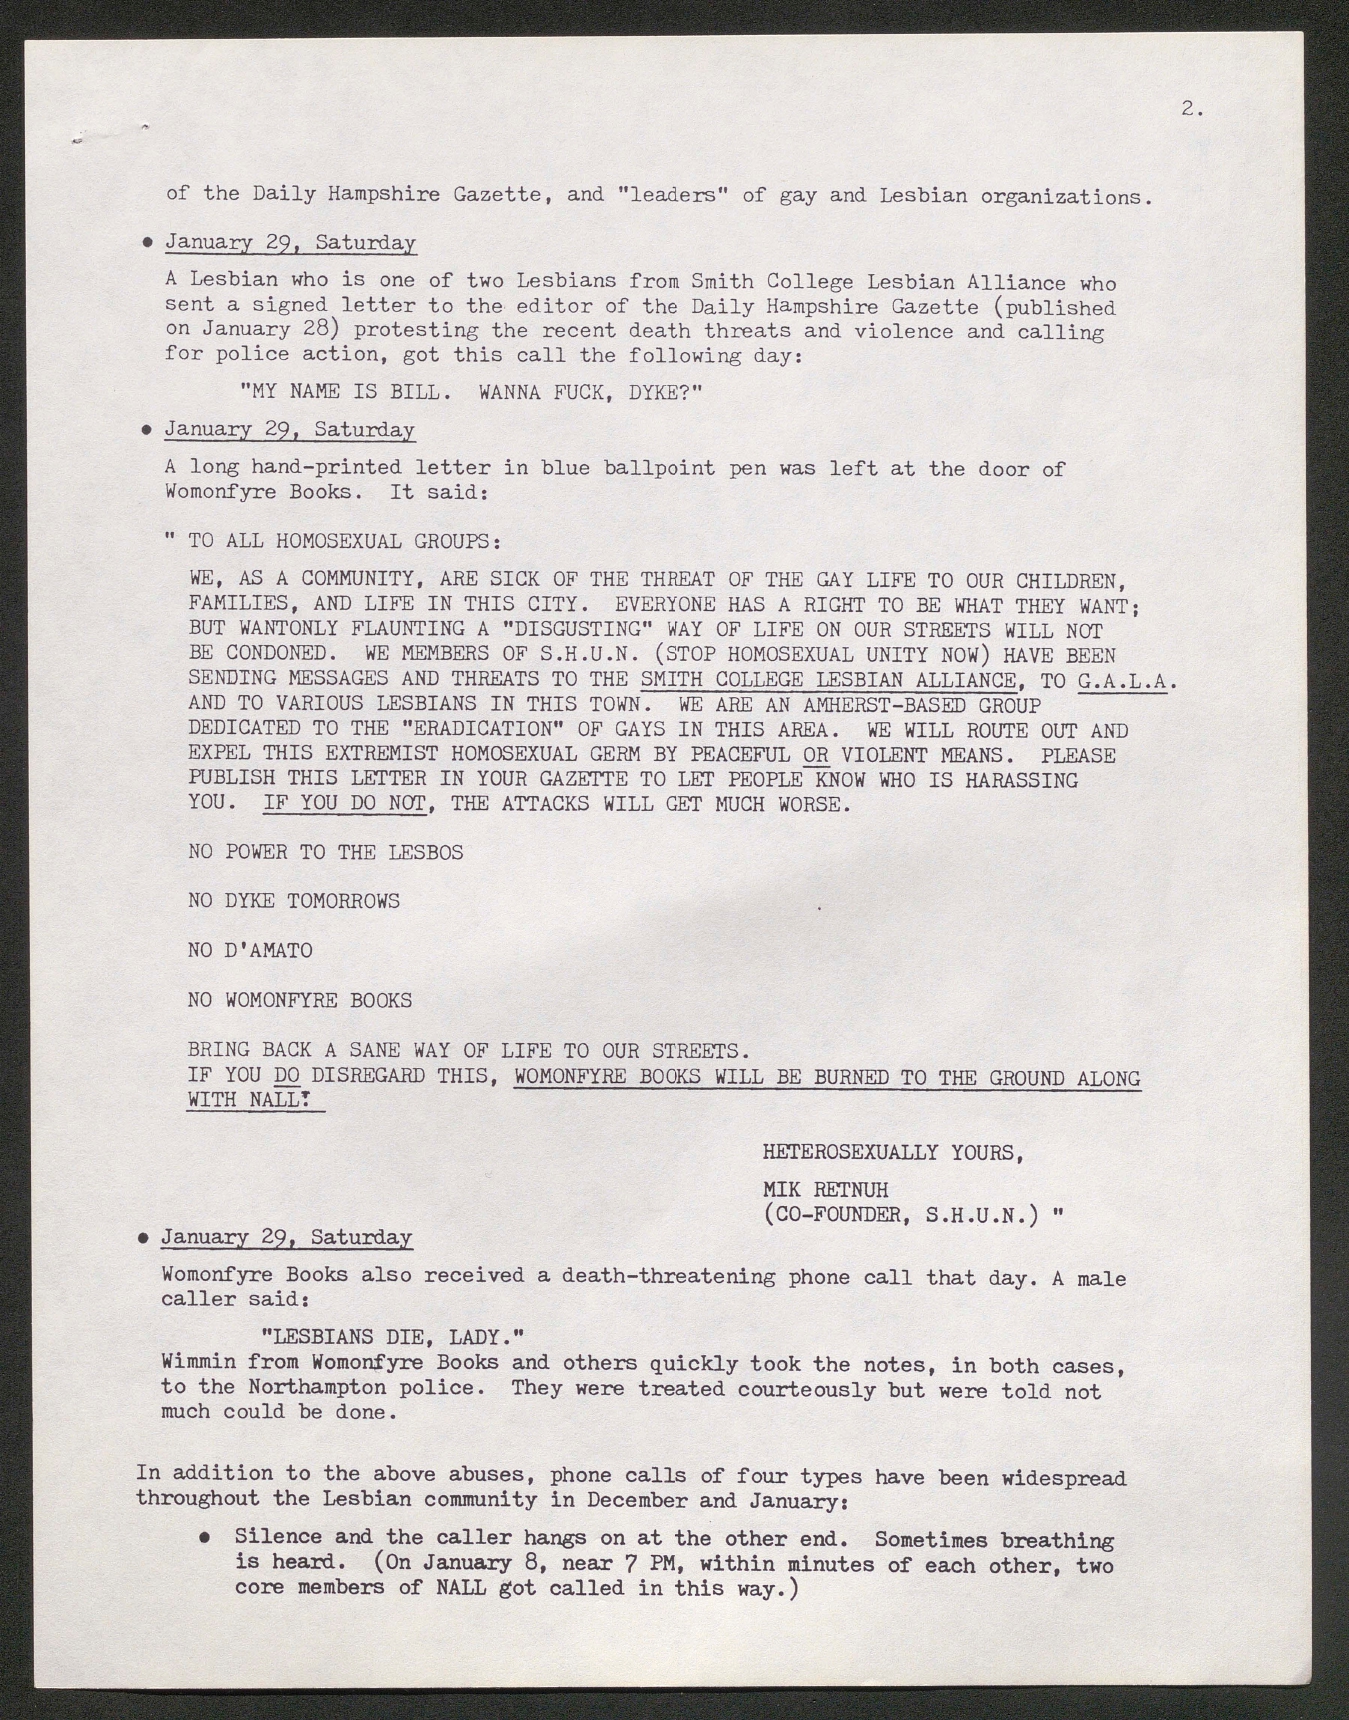 2.
of the Daily Hampshire Gazette, and "leaders" of gay and Lesbian organizations.
● January 29, Saturday
A Lesbian who is one of two Lesbians from Smith College Lesbian Alliance who
sent a signed letter to the editor of the Daily Hampshire Gazette (published
on January 28) protesting the recent death threats and violence and calling
for police action, got this call the following day:
"MY NAME IS BILL.  WANNA FUCK, DYKE?"
● January 29, Saturday
A long hand-printed letter in blue ballpoint pen was left at the door of
Womonfyre Books.  It said:
" TO ALL HOMOSEXUAL GROUPS:
WE, AS A COMMUNITY, ARE SICK OF THE THREAT OF THE GAY LIFE TO OUR CHILDREN,
FAMILIES, AND LIFE IN THIS CITY.  EVERYONE HAS A RIGHT TO BE WHAT THEY WANT;
BUT WANTONLY FLAUNTING A "DISGUSTING" WAY OF LIFE ON OUR STREETS WILL NOT
BE CONDONED.  WE MEMBERS OF S.H.U.N. (STOP HOMOSEXUAL UNITY NOW) HAVE BEEN
SENDING MESSAGES AND THREATS TO THE SMITH COLLEGE LESBIAN ALLIANCE, TO G.A.L.A.
AND TO VARIOUS LESBIANS IN THIS TOWN.  WE ARE AN AMHERST-BASED GROUP
DEDICATED TO THE "ERADICATION" OF GAYS IN THIS AREA.  WE WILL ROUTE OUT AND
EXPEL THIS EXTREMIST HOMOSEXUAL GERM BY PEACEFUL OR VIOLENT MEANS.  PLEASE
PUBLISH THIS LETTER IN YOUR GAZETTE TO LET PEOPLE KNOW WHO IS HARASSING
YOU.  IF YOU DO NOT, THE ATTACKS WILL GET MUCH WORSE.
NO POWER TO THE LESBOS
NO DYKE TOMORROWS
NO D'AMATO
NO WOMONFYRE BOOKS
BRING BACK A SANE WAY OF LIFE TO OUR STREETS.
IF YOU DO DISREGARD THIS, WOMONFYRE BOOKS WILL BE BURNED TO THE GROUND ALONG
WITH NALL!
HETEROSEXUALLY YOURS,
MIK RETNUH
(CO-FOUNDER, S.H.U.N.) "
● January 29, Saturday
Womonfyre Books also received a death-threatening phone call that day. A male
caller said:
"LESBIANS DIE, LADY."
Wimmin from Womonfyre Books and others quickly took the notes, in both cases,
to the Northampton police.  They were treated courteously but were told not
much could be done.
In addition to the above abuses, phone calls of four types have been widespread
throughout the Lesbian community in December and January:
● Silence and the caller hangs on at the other end.  Sometimes breathing
is heard.  (On January 8, near 7 PM, within minutes of each other, two
core members of NALL got called in this way.)